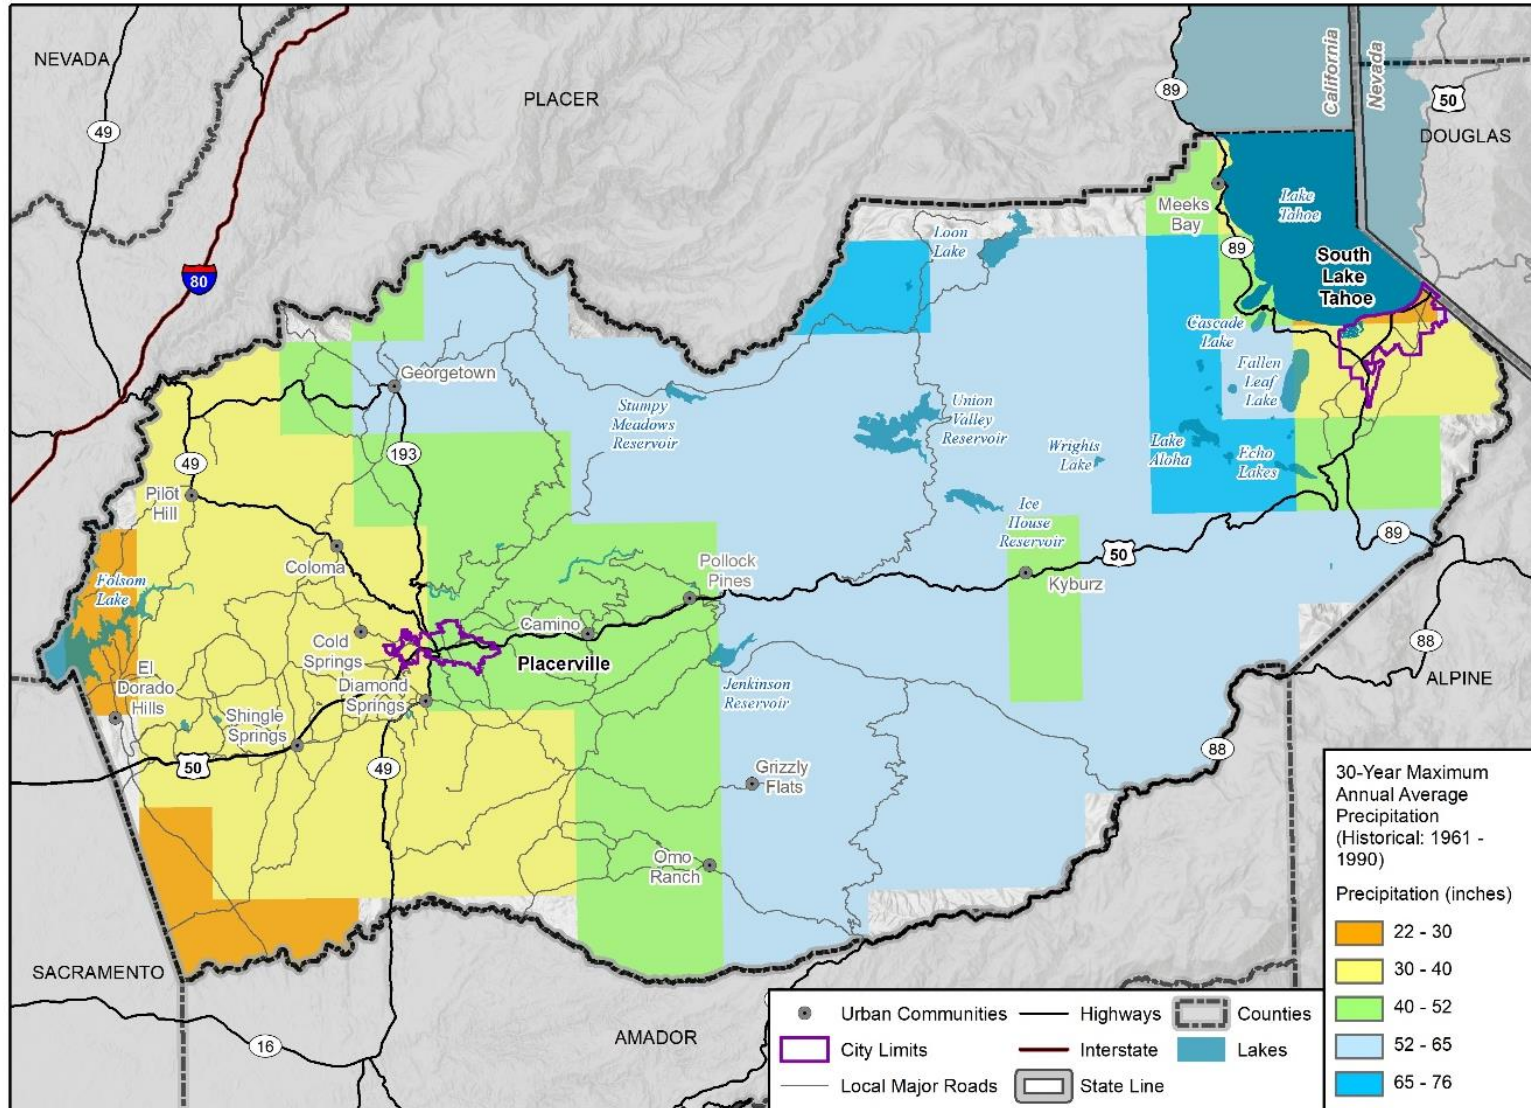 NEVADA
49
80
PLACER
89
California
Nevada
50
DOUGLAS
Meeks
Bay
Lake
Tahoe
89
South
Lake
Tahoe
Loon
Lake
Cascade
Lake
Fallen
Leaf
Lake
Georgetown
Stumpy
Meadows
Reservoir
Union
Valley
Reservoir
Wrights
Lake
Lake
Aloha
Echo
Lakes
49
193
Pilot
Hill
Ice
House
Reservoir
50
89
Coloma
Pollock
Pines
Kyburz
Folsom
Lake
Cold
Springs
Camino
Placerville
88
ALPINE
El
Dorado
Hills
Diamond
Springs
Jenkinson
Reservoir
Shingle
Springs
50
49
88
Grizzly
Flats
Omo
Ranch
SACRAMENTO
16
AMADOR
Urban Communities
Highways
Counties
City Limits
Interstate
Lakes
Local Major Roads
State Line
30-Year Maximum
Annual Average
Precipitation
(Historical: 1961 -
1990)
Precipitation (inches)
22 - 30
30 - 40
40 - 52
52 - 65
65 - 76